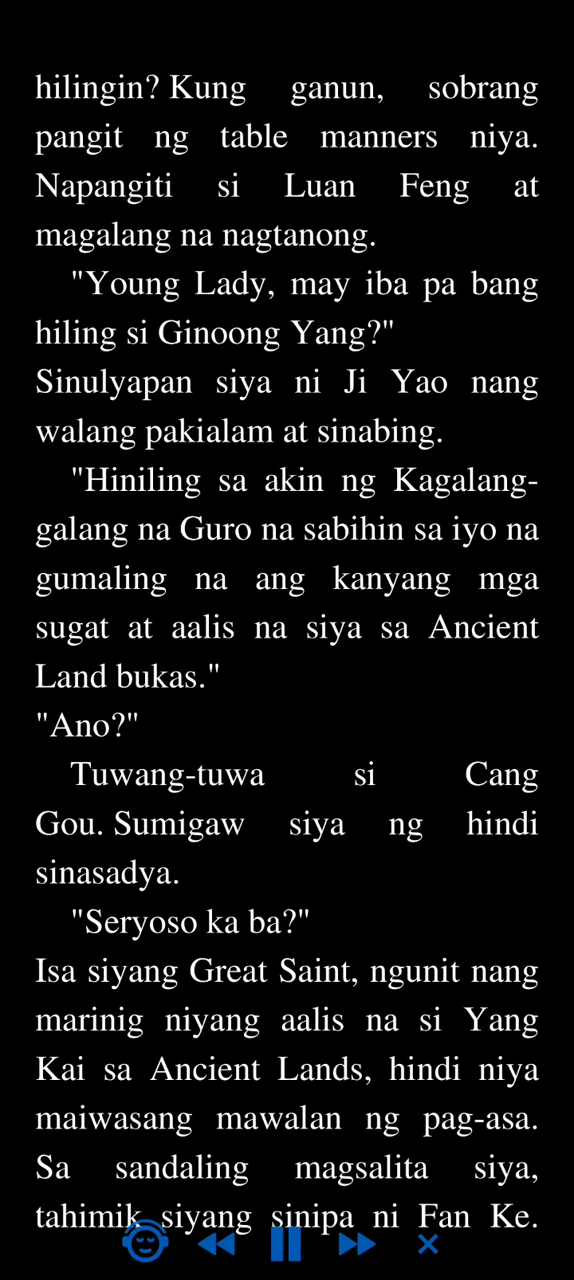 hilingin? Kung ganun, sobrang
pangit ng table manners niya.
Napangiti si Luan Feng at
magalang na nagtanong.
"Young Lady, may iba pa bang
hiling si Ginoong Yang?"
Sinulyapan siya ni Ji Yao nang
walang pakialam at sinabing.
"Hiniling sa akin ng Kagalang-
galang na Guro na sabihin sa iyo na
gumaling na ang kanyang mga
sugat at aalis na siya sa Ancient
Land bukas."
"Ano?"
Tuwang-tuwa si Cang
Gou. Sumigaw siya ng hindi
sinasadya.
"Seryoso ka ba?"
Isa siyang Great Saint, ngunit nang
marinig niyang aalis na si Yang
Kai sa Ancient Lands, hindi niya
maiwasang mawalan ng pag-asa.
Sa sandaling magsalita siya,
tahimik siyang sinipa ni Fan Ke.